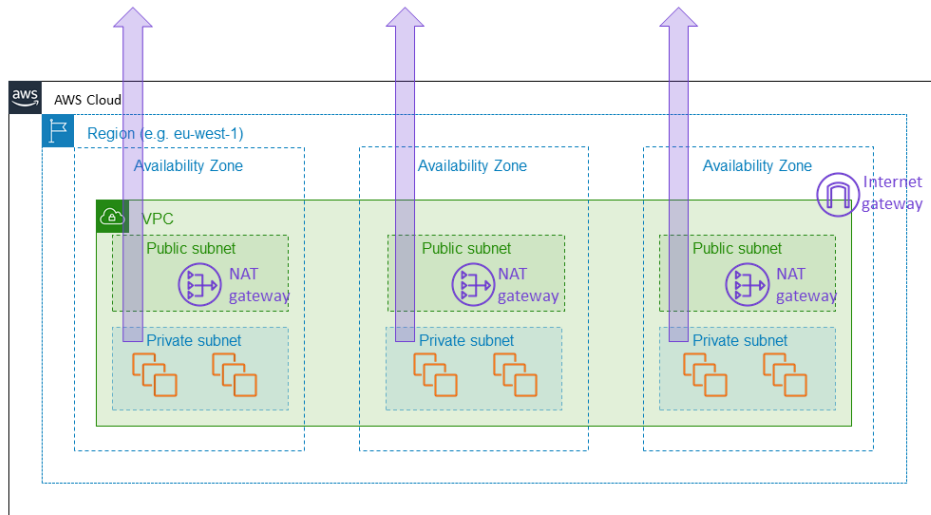 aws
AWS Cloud
Region (e.g. eu-west-1)
Availability Zone
Availability Zone
Availability Zone
Internet
gateway
VPC
Public subnet
NAT
gateway
Public subnet
NAT
gateway
Public subnet
NAT
gateway
Private subnet
Private subnet
Private subnet